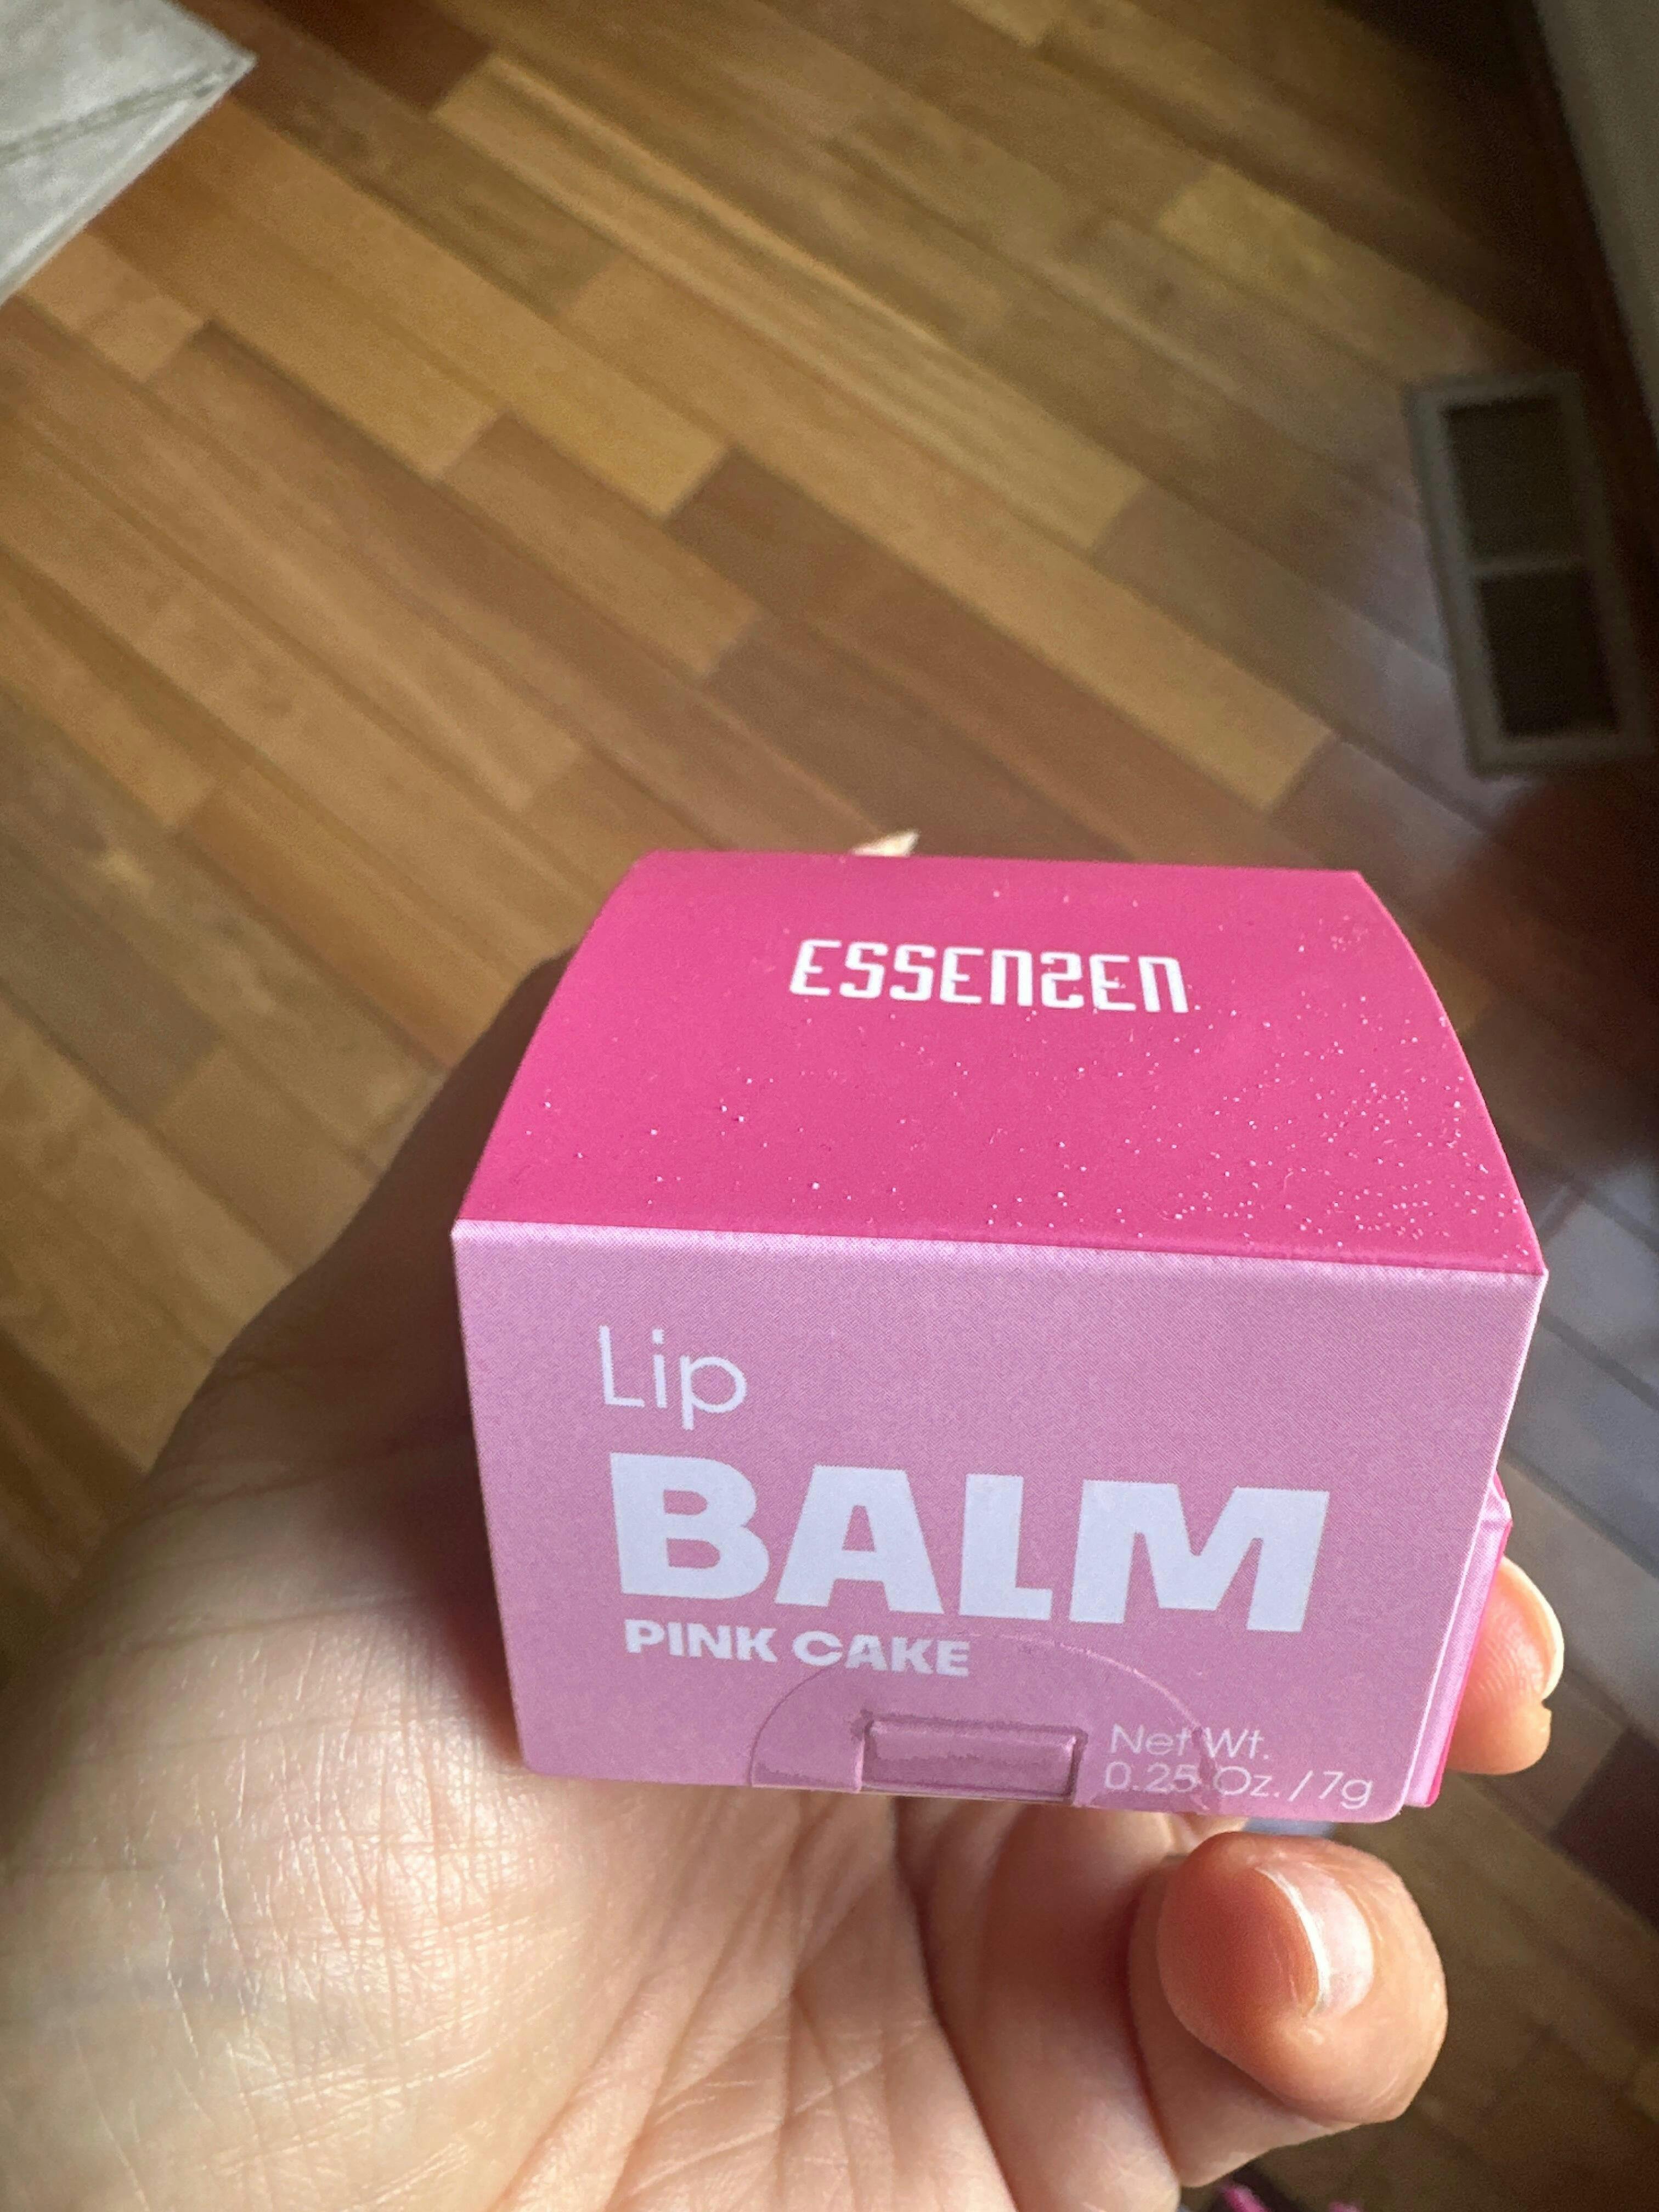 ESSENZEN
Lip
BALM
PINK CAKE
Net Wt.
0.25 Oz. / 7g